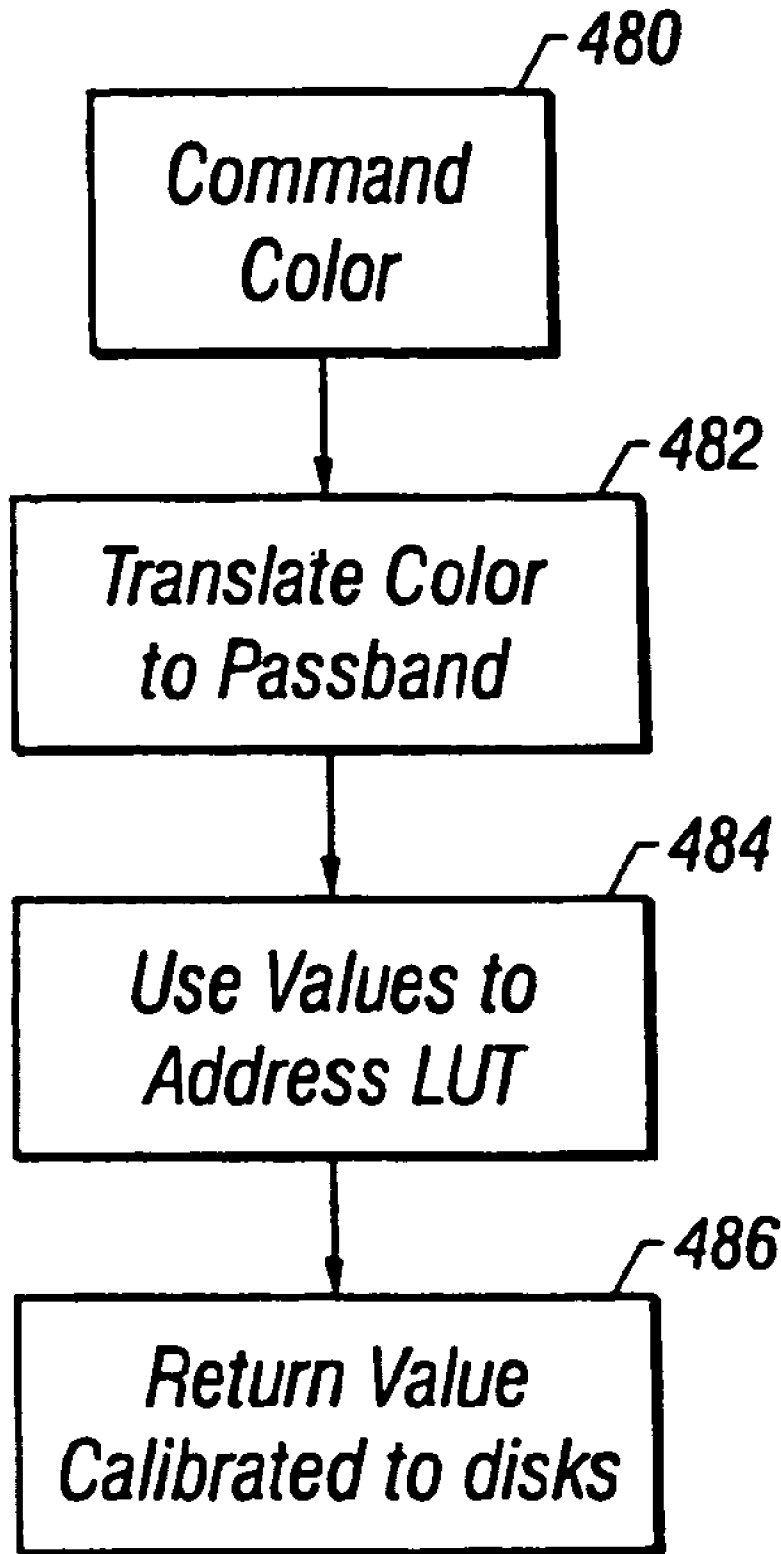 480
Command
Color
482
Translate Color
to Passband
484
Use Values to
Address LUT
486
Return Value
Calibrated to disks